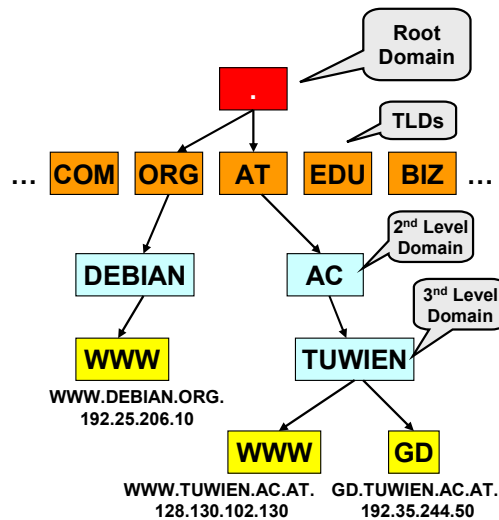 Root
Domain
.
TLDs
... COM ORG AT EDU BIZ ...
2nd Level
Domain
DEBIAN AC
3nd Level
Domain
WWW TUWIEN
WWW.DEBIAN.ORG.
192.25.206.10
WWW GD
WWW.TUWIEN.AC.AT. GD.TUWIEN.AC.AT.
128.130.102.130 192.35.244.50